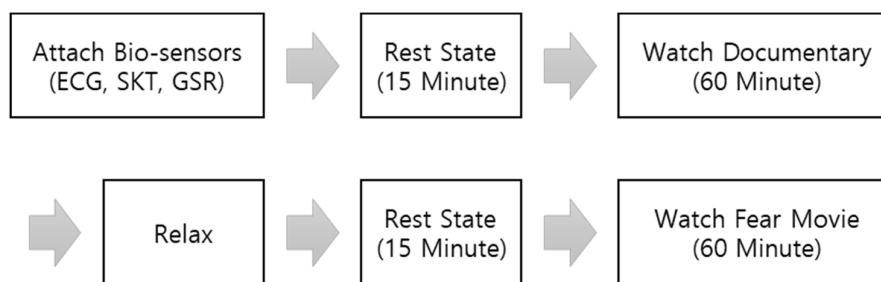 Attach Bio-sensors
(ECG, SKT, GSR)
Rest State
(15 Minute)
Watch Documentary
(60 Minute)
Relax
Rest State
(15 Minute)
Watch Fear Movie
(60 Minute)